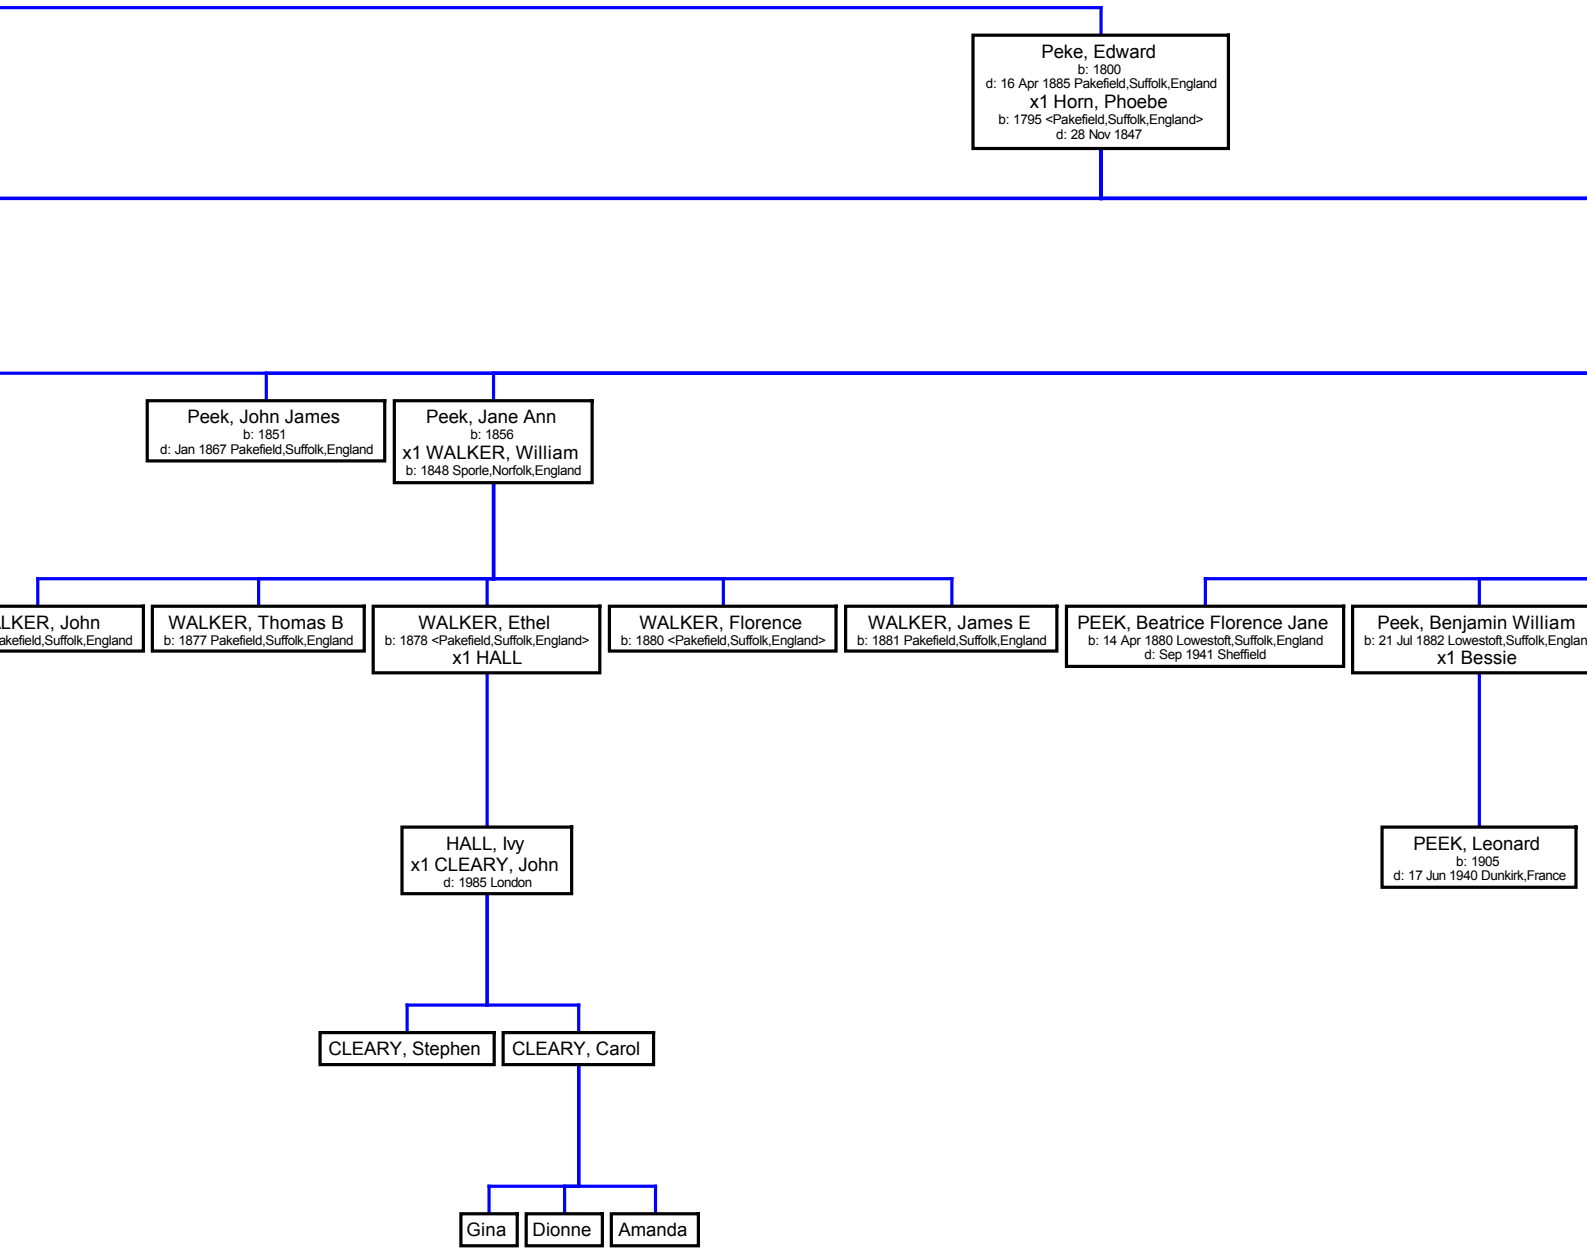 Peke, Edward
b: 1800
d: 16 Apr 1885 Pakefield,Suffolk,England
x1 Horn, Phoebe
b: 1795 <Pakefield,Suffolk,England>
d: 28 Nov 1847
Peek, John James
b: 1851
d: Jan 1867 Pakefield,Suffolk,England
Peek, Jane Ann
b: 1856
x1 WALKER, William
b: 1848 Sporle,Norfolk,England
ALKER, John
akefield,Suffolk,England
WALKER, Thomas B
b: 1877 Pakefield,Suffolk,England
WALKER, Ethel
b: 1878 <Pakefield,Suffolk,England>
x1 HALL
WALKER, Florence
b: 1880 <Pakefield,Suffolk,England>
WALKER, James E
b: 1881 Pakefield,Suffolk,England
PEEK, Beatrice Florence Jane
b: 14 Apr 1880 Lowestoft,Suffolk,England
d: Sep 1941 Sheffield
Peek, Benjamin William
b: 21 Jul 1882 Lowestoft,Suffolk,Englan
x1 Bessie
HALL, Ivy
x1 CLEARY, John
d: 1985 London
PEEK, Leonard
b: 1905
d: 17 Jun 1940 Dunkirk,France
CLEARY, Stephen
CLEARY, Carol
Gina
Dionne
Amanda